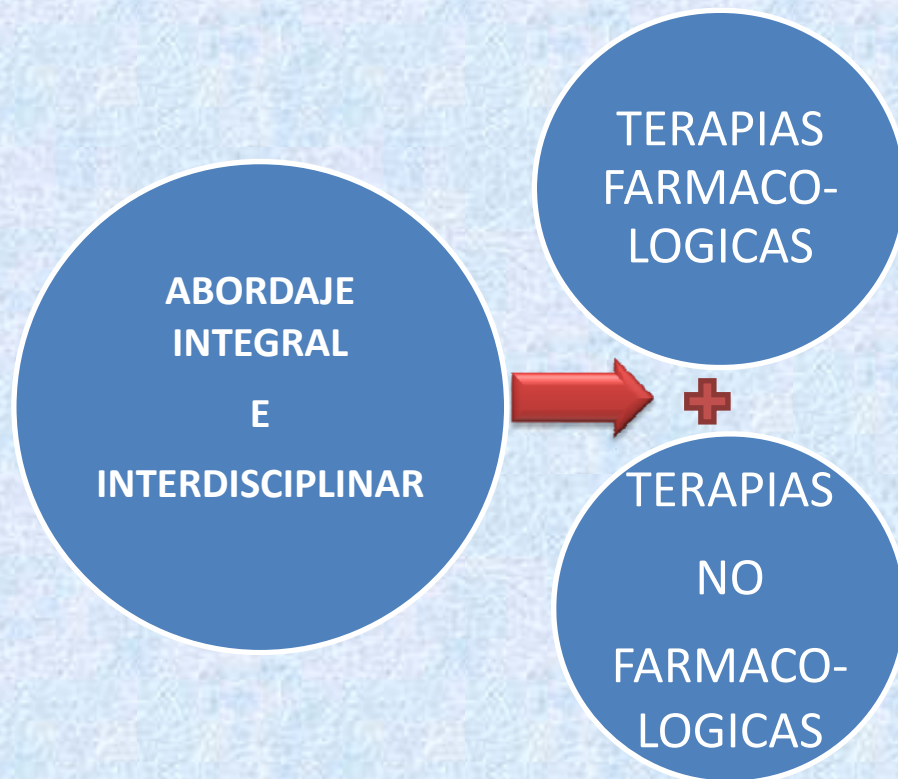 ABORDAJE
INTEGRAL
E
INTERDISCIPLINAR
TERAPIAS
FARMACO-
LOGICAS
TERAPIAS
NO
FARMACO-
LOGICAS